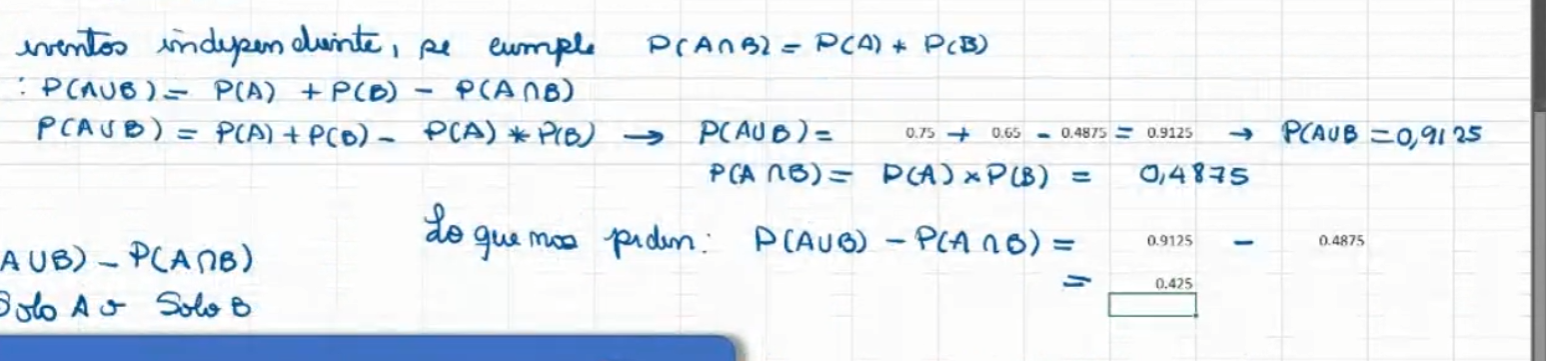 eventos independiente, se cumple P(A∩B) = P(A) * P(B)
: P(A∪B) = P(A) + P(B) - P(A∩B)
P(A∪B) = P(A) + P(B) - P(A) * P(B) → P(A∪B) = 0.75 + 0.65 - 0.4875 = 0.9125 → P(A∪B = 0,9125
P(A∩B) = P(A) × P(B) = 0,4875
Lo que nos piden: P(A∪B) - P(A∩B) = 0.9125 - 0.4875
A∪B) - P(A∩B)
= 0.425
Solo A o Solo B